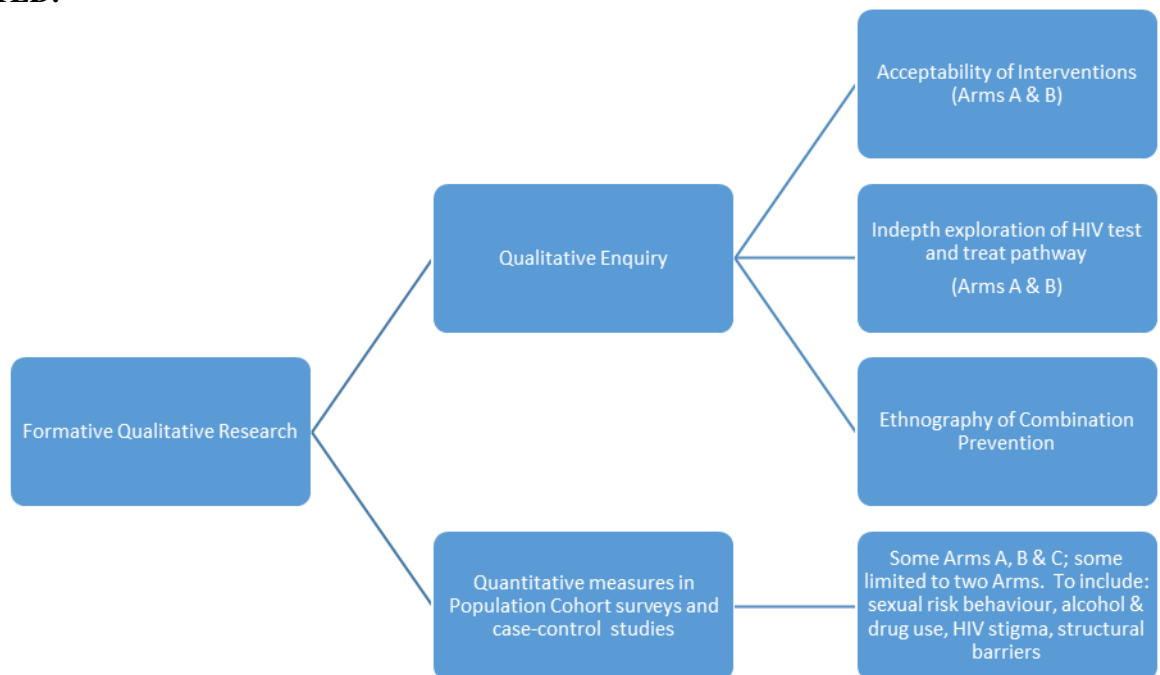 Acceptability of Interventions
(Arms A & B)
Qualitative Enquiry
Indepth exploration of HIV test
and treat pathway
(Arms A & B)
Formative Qualitative Research
Ethnography of Combination
Prevention
Quantitative measures in
Population Cohort surveys and
case-control studies
Some Arms A, B & C; some
limited to two Arms. To include:
sexual risk behaviour, alcohol &
drug use, HIV stigma, structural
barriers